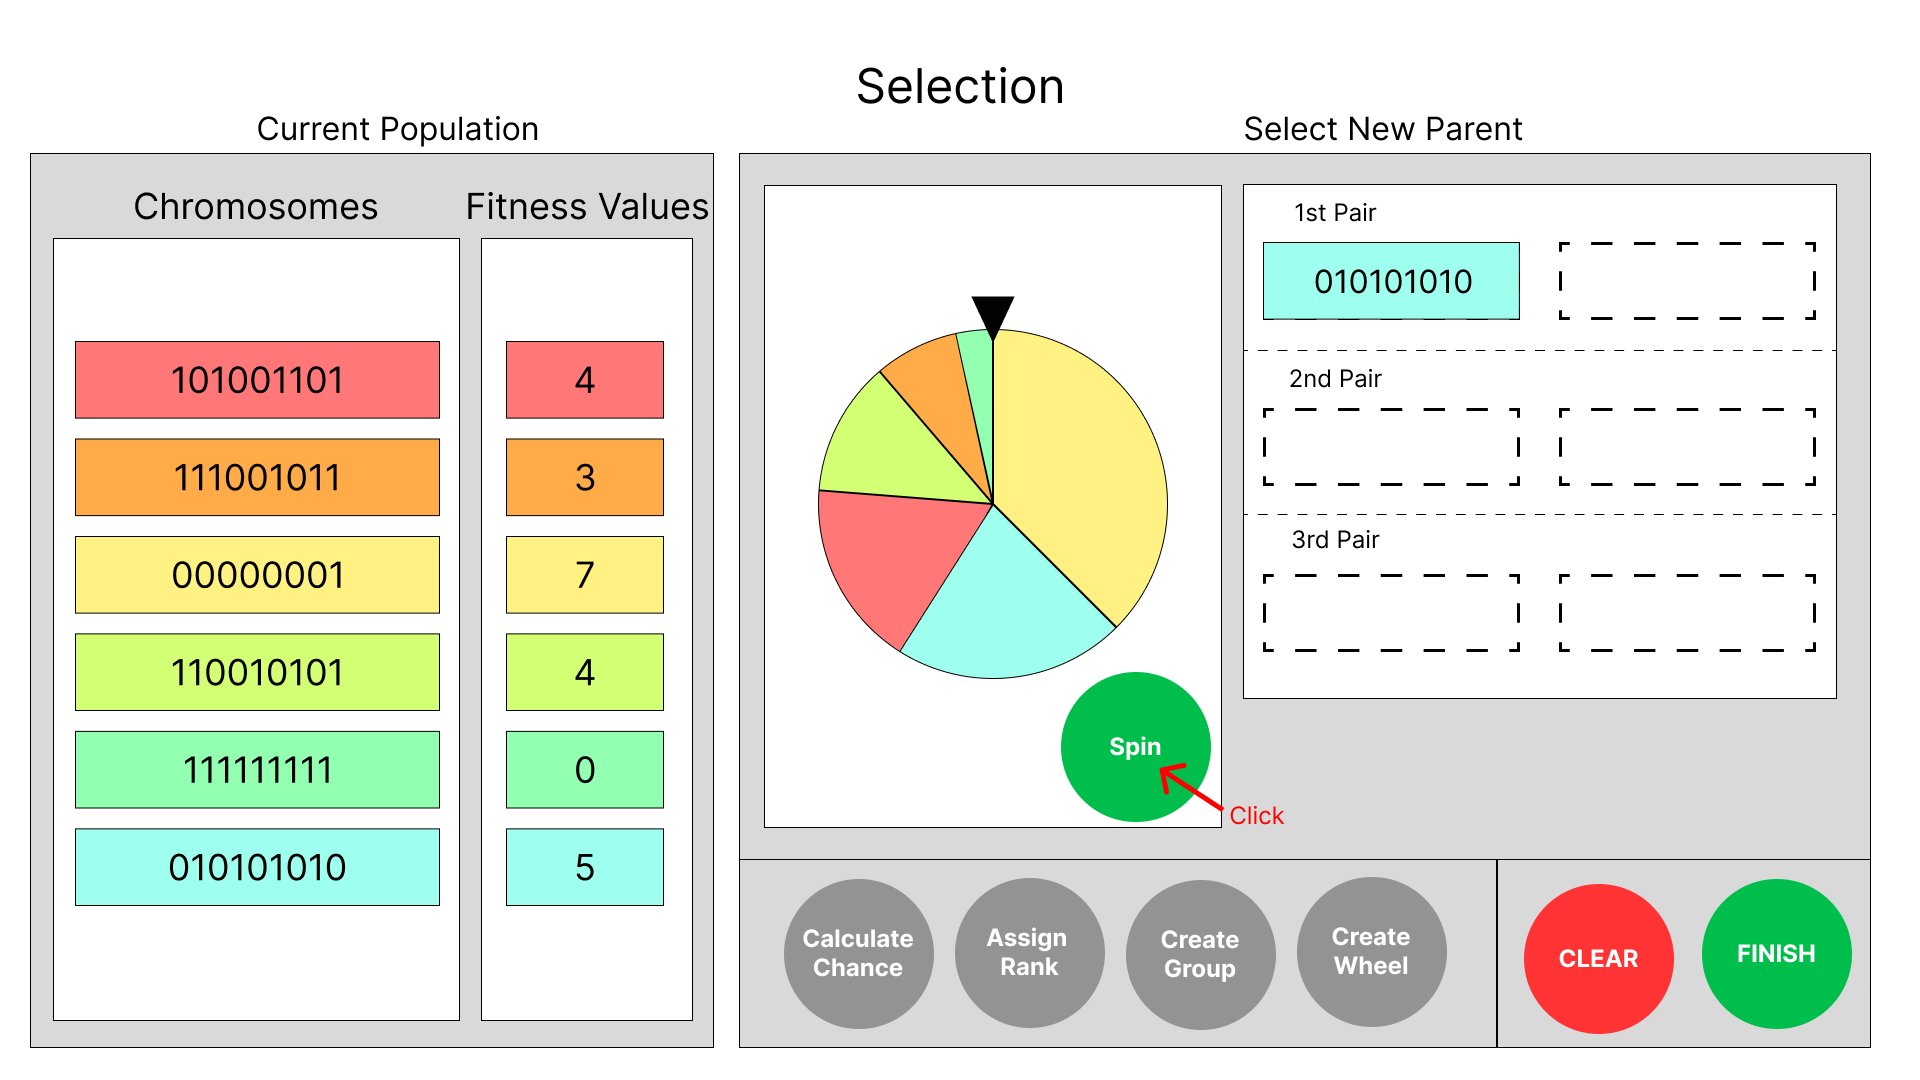 Selection
Current Population
Chromosomes
Fitness Values
101001101
4
111001011
3
00000001
7
110010101
4
111111111
0
010101010
5
Select New Parent
Spin
Click
1st Pair
010101010
2nd Pair
3rd Pair
Calculate
Chance
Assign
Rank
Create
Group
Create
Wheel
CLEAR
FINISH